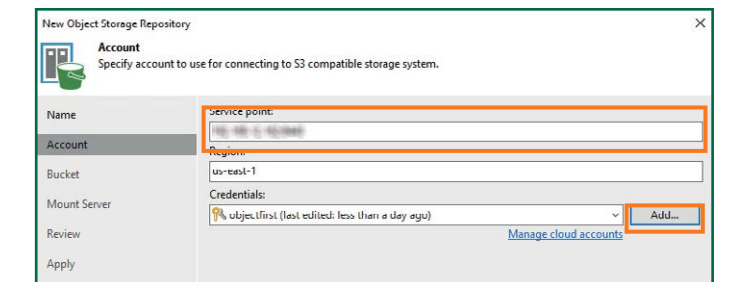 New Object Storage Repository
Account
Specify account to use for connecting to S3 compatible storage system.
Name
Account
Bucket
Mount Server
Review
Apply
Service point:
Region:
us-east-1
Credentials:
objectfirst (last edited: less than a day ago)
Add...
Manage cloud accounts